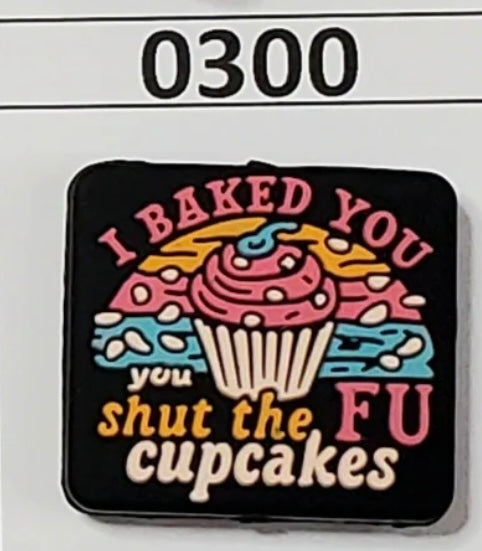 0300
I BAKED YOU
you
shut the FU
cupcakes